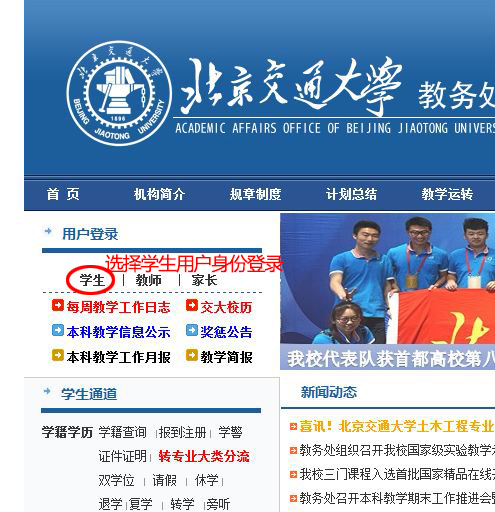 北京交通大学
BEIJING JIAOTONG UNIVERSITY
1896
北京交通大學 教务处
ACADEMIC AFFAIRS OFFICE OF BEIJING JIAOTONG UNIVERS
首 页 机构简介 规章制度 计划总结 教学运转
用户登录
选择学生用户身份登录
学生 | 教师 | 家长
每周教学工作日志 交大校历
本科教学信息公示 奖惩公告
本科教学工作月报 教学简报
我校代表队获首都高校第八
学生通道
学籍学历 学籍查询 |报到注册| 学警
证件证明| 转专业大类分流
双学位 | 请假 | 休学|
退学|复学 | 转学 |旁听
新闻动态
喜讯！北京交通大学土木工程专业
教务处组织召开我校国家级实验教学
我校三门课程入选首批国家精品在线
教务处召开本科教学期末工作推进会